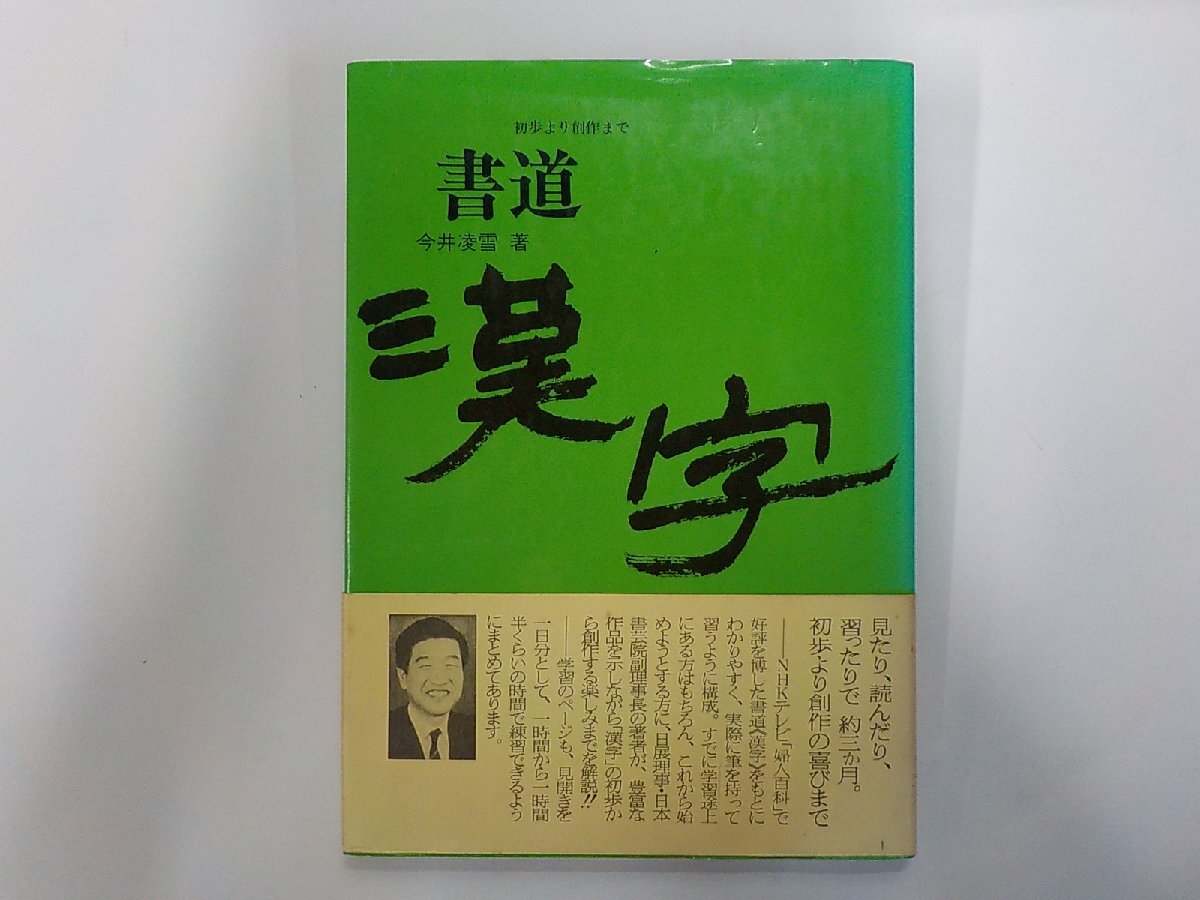 初歩より創作まで
書道
今井凌雪 著
漢字
見たり、読んだり、
習ったりで 約三か月。
初歩より創作の喜びまで
――NHKテレビ「婦人百科」で
好評を博した書道《漢字》をもとに
わかりやすく、実際に筆を持って
習うように構成。すでに学習途上
にある方はもちろん、これから始
めようとする方に、日展理事・日本
書芸院副理事長の著者が、豊富な
作品を示しながら「漢字」の初歩か
ら創作する楽しみまでを解説!!
――学習のページも、見開きを
一日分として、一時間から一時間
半くらいの時間で練習できるよう
にまとめてあります。